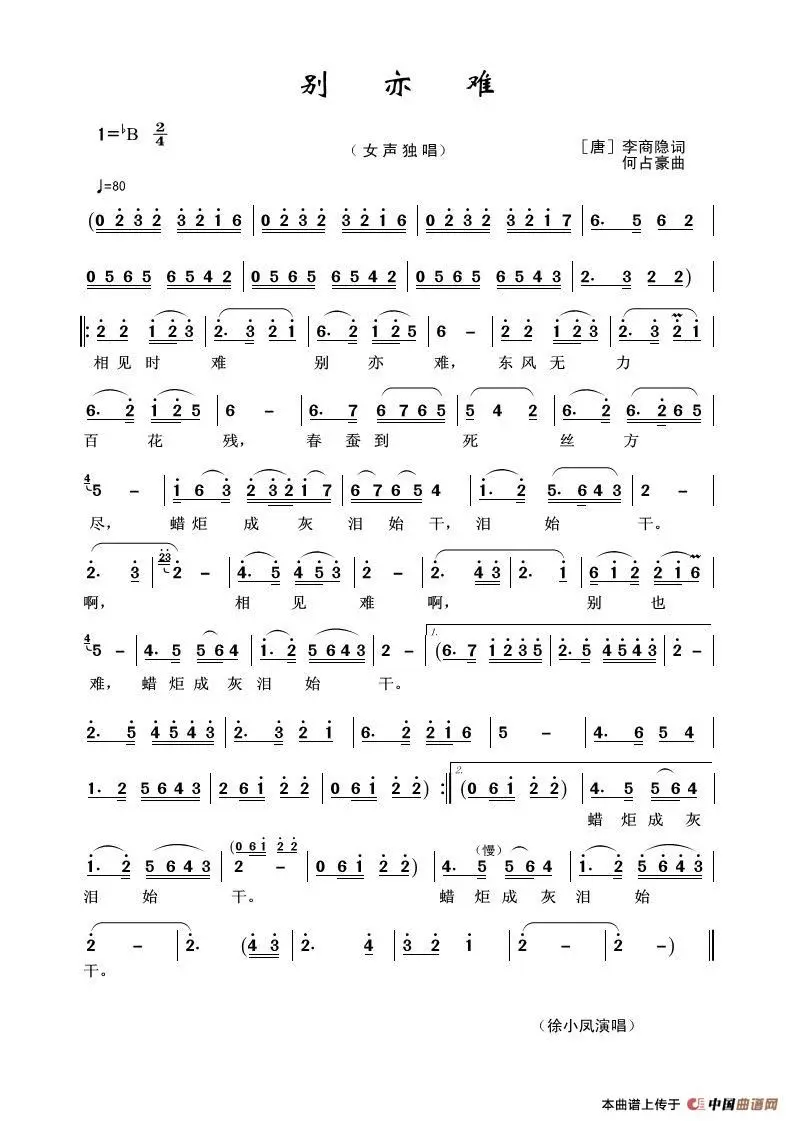 别 亦 难
1=♭B 2/4
（女声独唱）
［唐］李商隐词
何占豪曲
♩=80
(0 2 3 2 3 2 1 6 | 0 2 3 2 3 2 1 6 | 0 2 3 2 3 2 1 7 | 6. 5 6 2 |
0 5 6 5 6 5 4 2 | 0 5 6 5 6 5 4 2 | 0 5 6 5 6 5 4 3 | 2. 3 2 2) |
‖: 2 2 1 2 3 | 2. 3 2 1 | 6. 2 1 2 5 | 6 - | 2 2 1 2 3 | 2. 3 2 1 |
相见时 难 别 亦 难， 东风无 力
6. 2 1 2 5 | 6 - | 6. 7 6 7 6 5 | 5 4 2 | 6. 2 6. 2 6 5 |
百 花 残， 春 蚕到 死 丝 方
4 5 - | 1 6 3 2 3 2 1 7 | 6 7 6 5 4 | 1. 2 5. 6 4 3 | 2 - |
尽， 蜡炬 成 灰 泪 始 干， 泪 始 干。
2. 3 | 23 2 - | 4. 5 4 5 3 | 2 - | 2. 4 3 | 2. 1 | 6 1 2 2 1 6 |
啊， 相 见 难 啊， 别 也
4 5 - | 4. 5 5 6 4 | 1. 2 5 6 4 3 | 2 - | 1. (6. 7 1 2 3 5 | 2. 5 4 5 4 3 | 2 - |
难， 蜡 炬成灰泪 始 干。
2. 5 4 5 4 3 | 2. 3 2 1 | 6. 2 2 1 6 | 5 - | 4. 6 5 4 |
1. 2 5 6 4 3 | 2 6 1 2 2 | 0 6 1 2 2) :‖ 2. (0 6 1 2 2) | 4. 5 5 6 4 |
蜡 炬成灰
(0 6 1 2 2
（慢）
1. 2 5 6 4 3 | 2 - | 0 6 1 2 2) | 4. 5 5 6 4 | 1. 2 5 6 4 3 |
泪 始 干。 蜡 炬成灰泪 始
2 - | 2. (4 3 | 2. 4 | 3 2 1 | 2 - | 2 -) ‖
干。
（徐小凤演唱）
本曲谱上传于 中国曲谱网